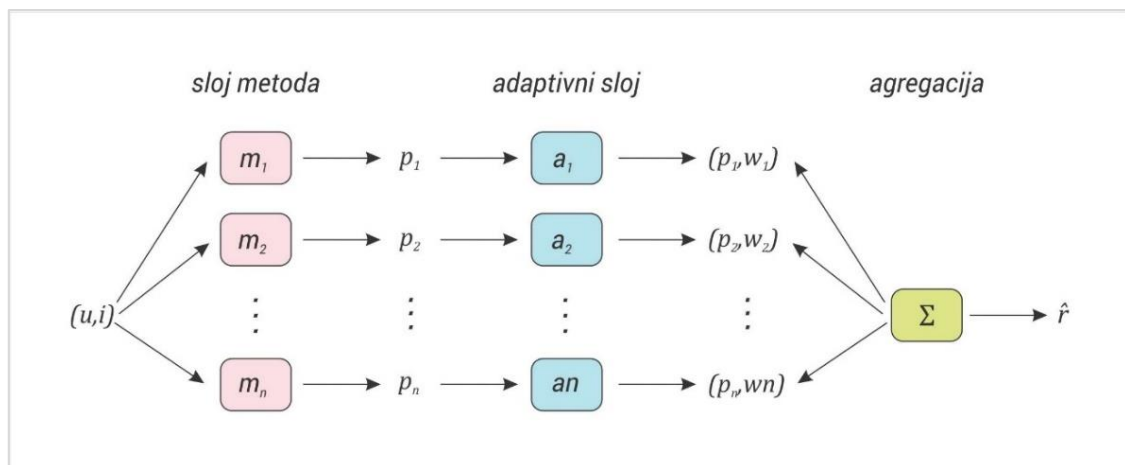 sloj metoda adaptivni sloj agregacija
m₁ p₁ a₁ (p₁,w₁)
m₂ p₂ a₂ (p₂,w₂)
(u,i) ⋮ ⋮ ⋮ ⋮ Σ r̂
mₙ pₙ an (pₙ,wn)